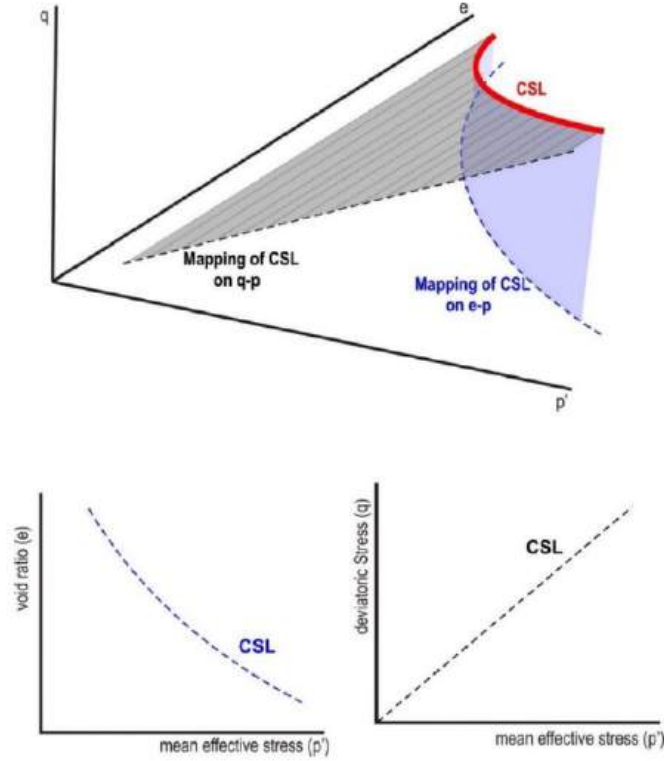 q
e
CSL
Mapping of CSL
on q-p
Mapping of CSL
on e-p
p'
void ratio (e)
CSL
mean effective stress (p')
deviatoric Stress (q)
CSL
mean effective stress (p')